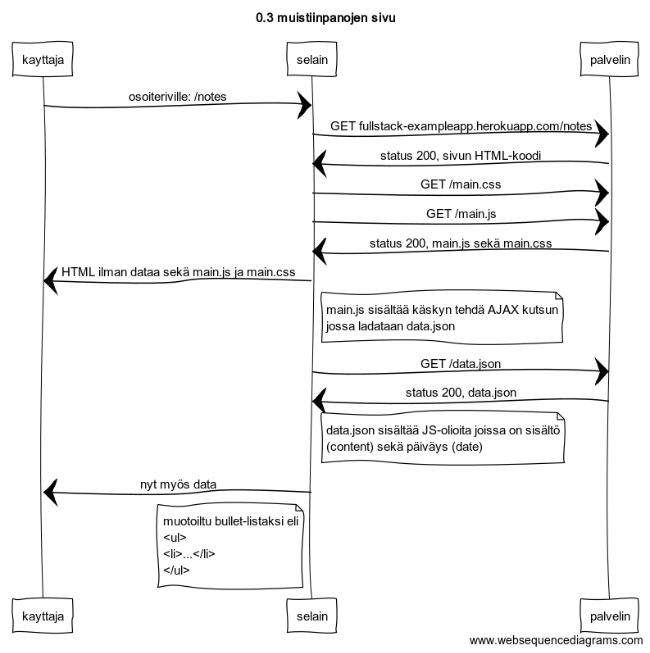 0.3 muistiinpanojen sivu
kayttaja
selain
palvelin
osoiteriville: /notes
GET fullstack-exampleapp.herokuapp.com/notes
status 200, sivun HTML-koodi
GET /main.css
GET /main.js
status 200, main.js sekä main.css
HTML ilman dataa sekä main.js ja main.css
main.js sisältää käskyn tehdä AJAX kutsun
jossa ladataan data.json
GET /data.json
status 200, data.json
data.json sisältää JS-olioita joissa on sisältö
(content) sekä päiväys (date)
nyt myös data
muotoiltu bullet-listaksi eli
<ul>
<li>...</li>
</ul>
kayttaja
selain
palvelin
www.websequencediagrams.com